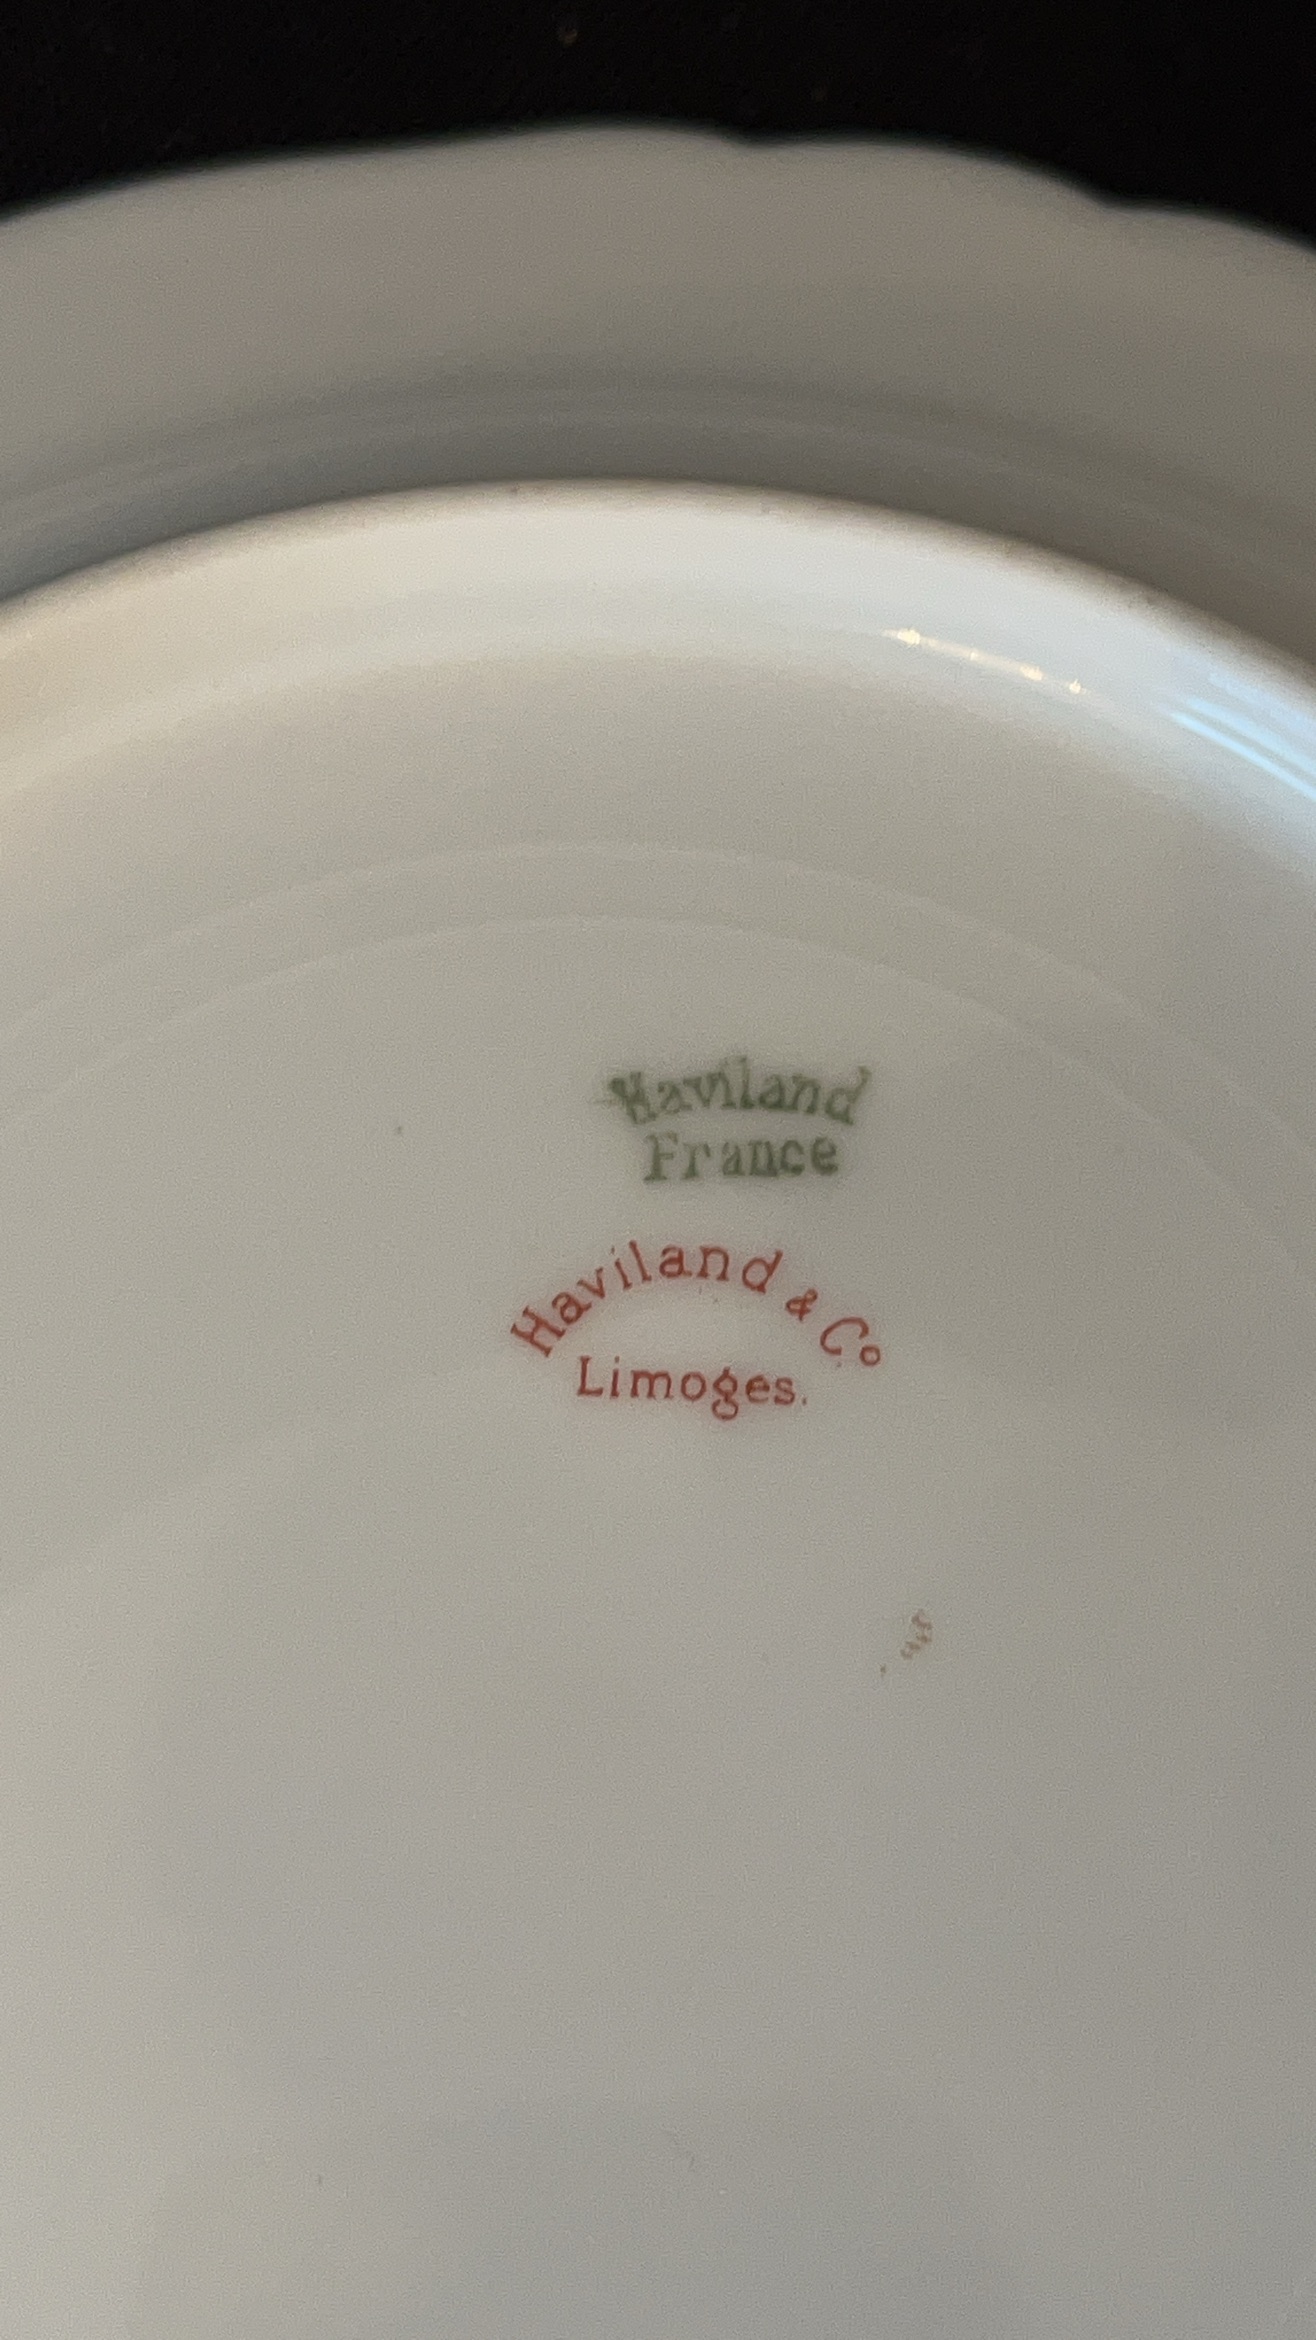 Haviland
France
Haviland & Co
Limoges.